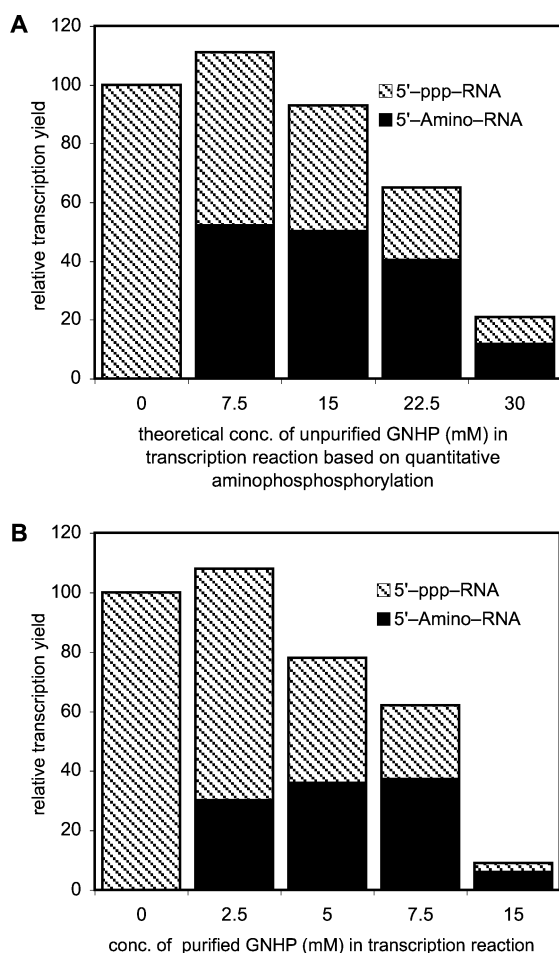 A
120
100
80
60
40
20
0
relative transcription yield
5'–ppp–RNA
5'–Amino–RNA
0 7.5 15 22.5 30
theoretical conc. of unpurified GNHP (mM) in
transcription reaction based on quantitative
aminophosphosphorylation
B
120
100
80
60
40
20
0
relative transcription yield
5'–ppp–RNA
5'–Amino–RNA
0 2.5 5 7.5 15
conc. of purified GNHP (mM) in transcription reaction